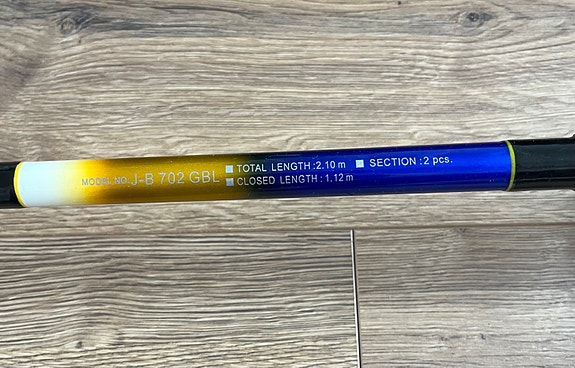 MODEL NO. J-B 702 GBL
TOTAL LENGTH : 2.10 m SECTION : 2 pcs.
CLOSED LENGTH : 1.12 m